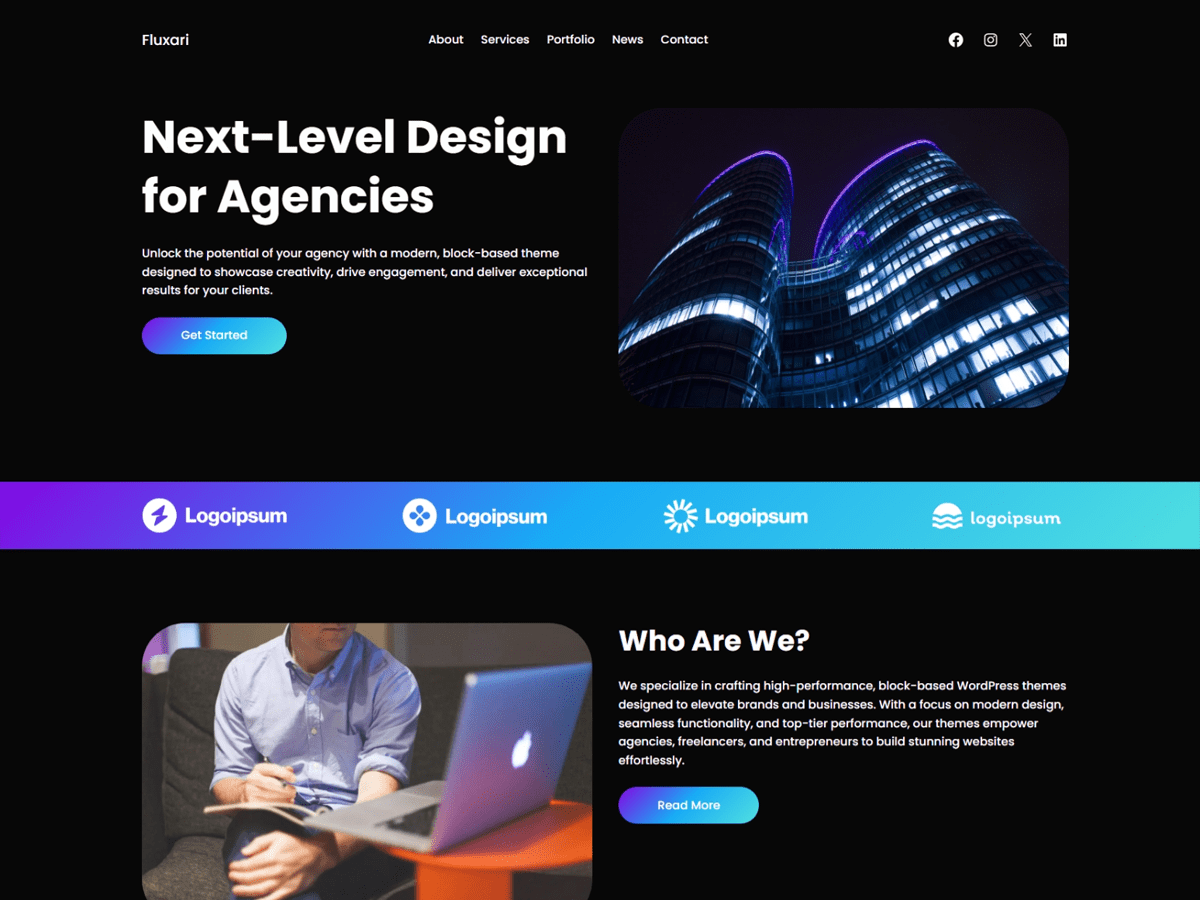 Fluxari
About Services Portfolio News Contact
Next-Level Design
for Agencies
Unlock the potential of your agency with a modern, block-based theme
designed to showcase creativity, drive engagement, and deliver exceptional
results for your clients.
Get Started
Logoipsum Logoipsum Logoipsum logoipsum
Who Are We?
We specialize in crafting high-performance, block-based WordPress themes
designed to elevate brands and businesses. With a focus on modern design,
seamless functionality, and top-tier performance, our themes empower
agencies, freelancers, and entrepreneurs to build stunning websites
effortlessly.
Read More